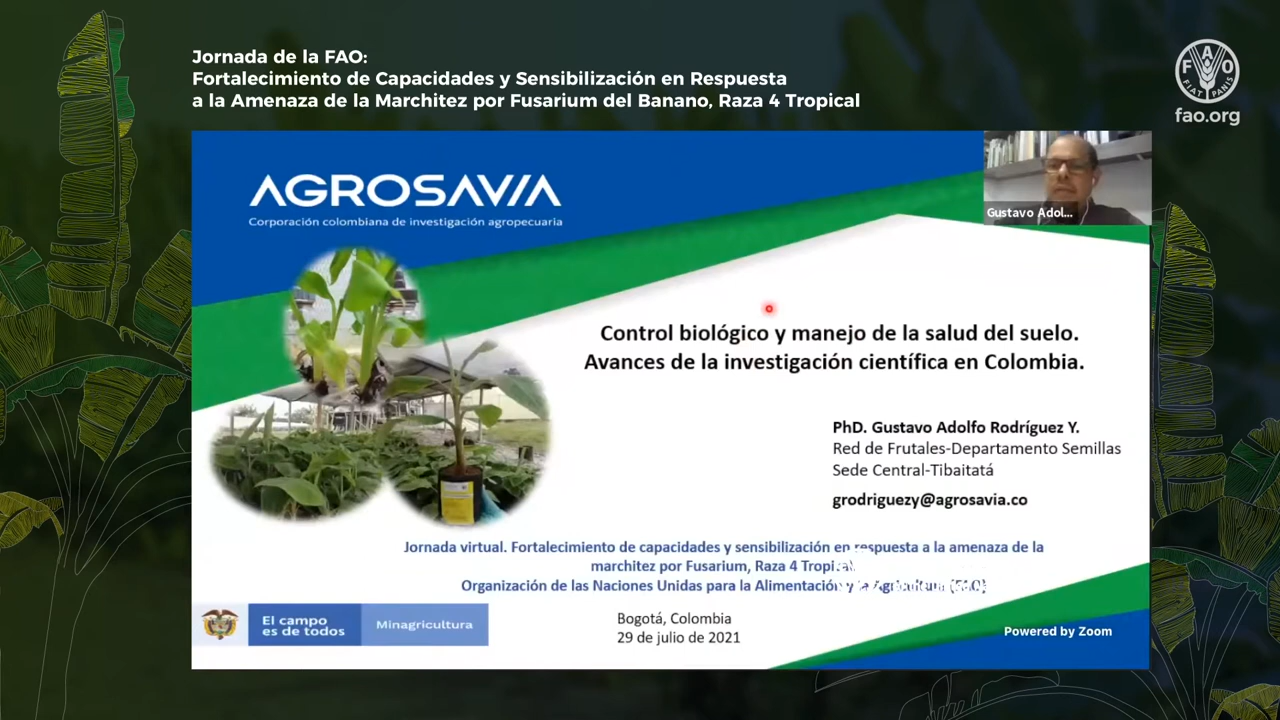 Jornada de la FAO:
Fortalecimiento de Capacidades y Sensibilización en Respuesta
a la Amenaza de la Marchitez por Fusarium del Banano, Raza 4 Tropical
FAO
FIAT PANIS
fao.org
AGROSAVIA
Corporación colombiana de investigación agropecuaria
Gustavo Adol...
Control biológico y manejo de la salud del suelo.
Avances de la investigación científica en Colombia.
PhD. Gustavo Adolfo Rodríguez Y.
Red de Frutales-Departamento Semillas
Sede Central-Tibaitatá
grodriguezy@agrosavia.co
Jornada virtual. Fortalecimiento de capacidades y sensibilización en respuesta a la amenaza de la
marchitez por Fusarium, Raza 4
Organización de las Naciones Unidas para la Alimentación y la
El campo
es de todos
Minagricultura
Bogotá, Colombia
29 de julio de 2021
Powered by Zoom